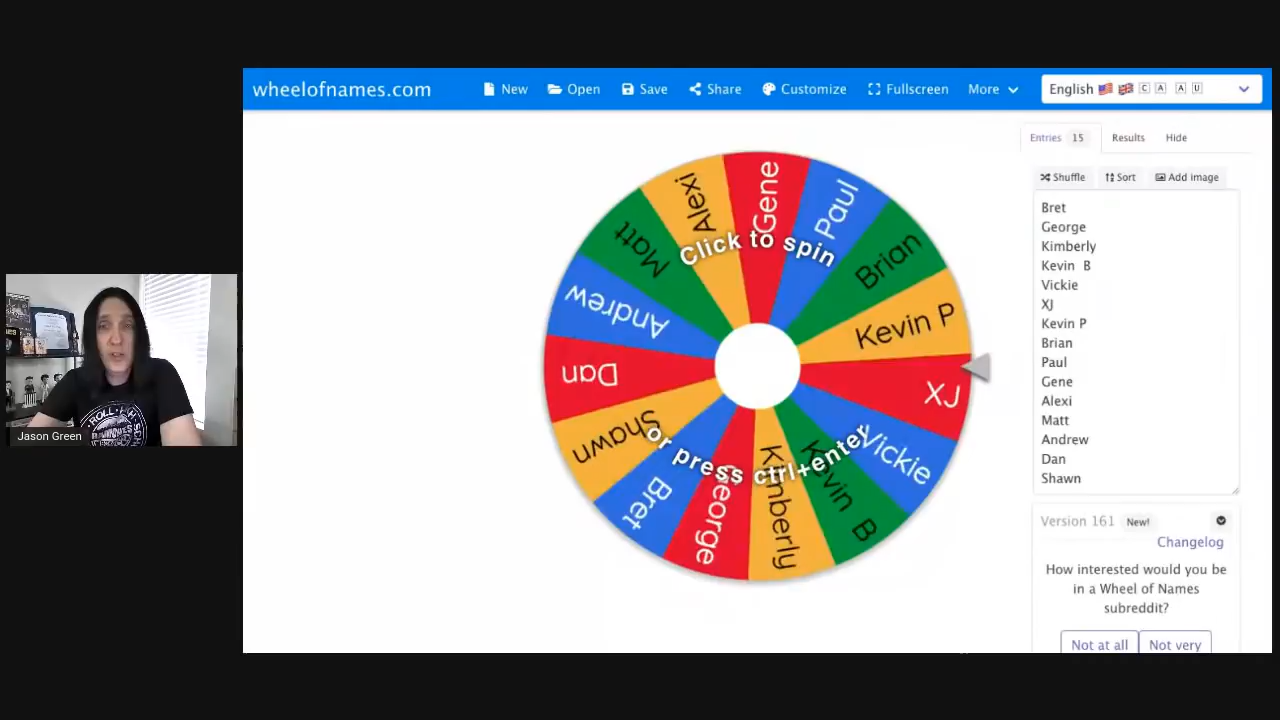 wheelofnames.com
New
Open
Save
Share
Customize
Fullscreen
More
English
Entries 15
Results
Hide
Shuffle
Sort
Add image
Bret
George
Kimberly
Kevin B
Vickie
XJ
Kevin P
Brian
Paul
Gene
Alexi
Matt
Andrew
Dan
Shawn
Gene
Paul
Brian
Kevin P
XJ
Vickie
Kevin B
Kimberly
George
Bret
Shawn
Dan
Andrew
Matt
Alexi
Click to spin
or press ctrl+enter
Version 161 New!
Changelog
How interested would you be
in a Wheel of Names
subreddit?
Not at all
Not very
Jason Green